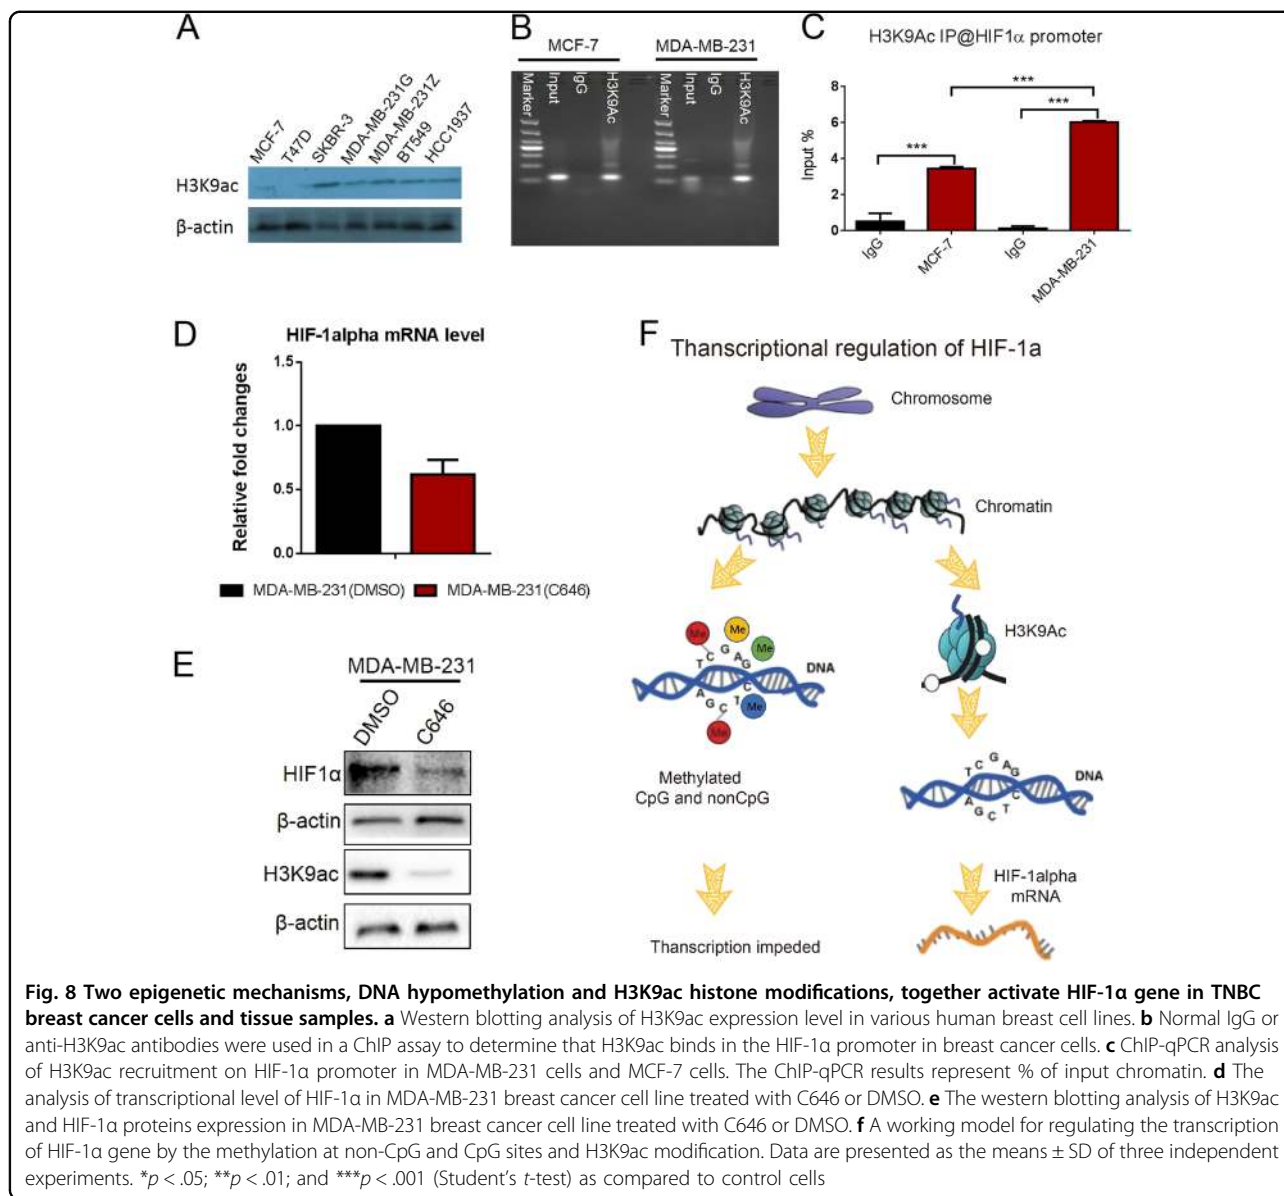 A
MCF-7
T47D
SKBR-3
MDA-MB-231G
MDA-MB-231Z
BT549
HCC1937
H3K9ac
β-actin
B
MCF-7
MDA-MB-231
Marker
Input
IgG
H3K9Ac
Marker
Input
IgG
H3K9Ac
C
H3K9Ac IP@HIF1α promoter
***
***
***
Input %
8
6
4
2
0
IgG
MCF-7
IgG
MDA-MB-231
D
HIF-1alpha mRNA level
Relative fold changes
1.5
1.0
0.5
0.0
MDA-MB-231(DMSO)
MDA-MB-231(C646)
E
MDA-MB-231
DMSO
C646
HIF1α
β-actin
H3K9ac
β-actin
F
Transcriptional regulation of HIF-1a
Chromosome
Chromatin
Me
Me
Me
T C G A G
DNA
A G C T C
Me
Me
Methylated
CpG and nonCpG
Transcription impeded
H3K9Ac
T C G A G
DNA
A G C T C
HIF-1alpha
mRNA
Fig. 8 Two epigenetic mechanisms, DNA hypomethylation and H3K9ac histone modifications, together activate HIF-1α gene in TNBC
breast cancer cells and tissue samples. a Western blotting analysis of H3K9ac expression level in various human breast cell lines. b Normal IgG or
anti-H3K9ac antibodies were used in a ChIP assay to determine that H3K9ac binds in the HIF-1α promoter in breast cancer cells. c ChIP-qPCR analysis
of H3K9ac recruitment on HIF-1α promoter in MDA-MB-231 cells and MCF-7 cells. The ChIP-qPCR results represent % of input chromatin. d The
analysis of transcriptional level of HIF-1α in MDA-MB-231 breast cancer cell line treated with C646 or DMSO. e The western blotting analysis of H3K9ac
and HIF-1α proteins expression in MDA-MB-231 breast cancer cell line treated with C646 or DMSO. f A working model for regulating the transcription
of HIF-1α gene by the methylation at non-CpG and CpG sites and H3K9ac modification. Data are presented as the means ± SD of three independent
experiments. *p < .05; **p < .01; and ***p < .001 (Student's t-test) as compared to control cells